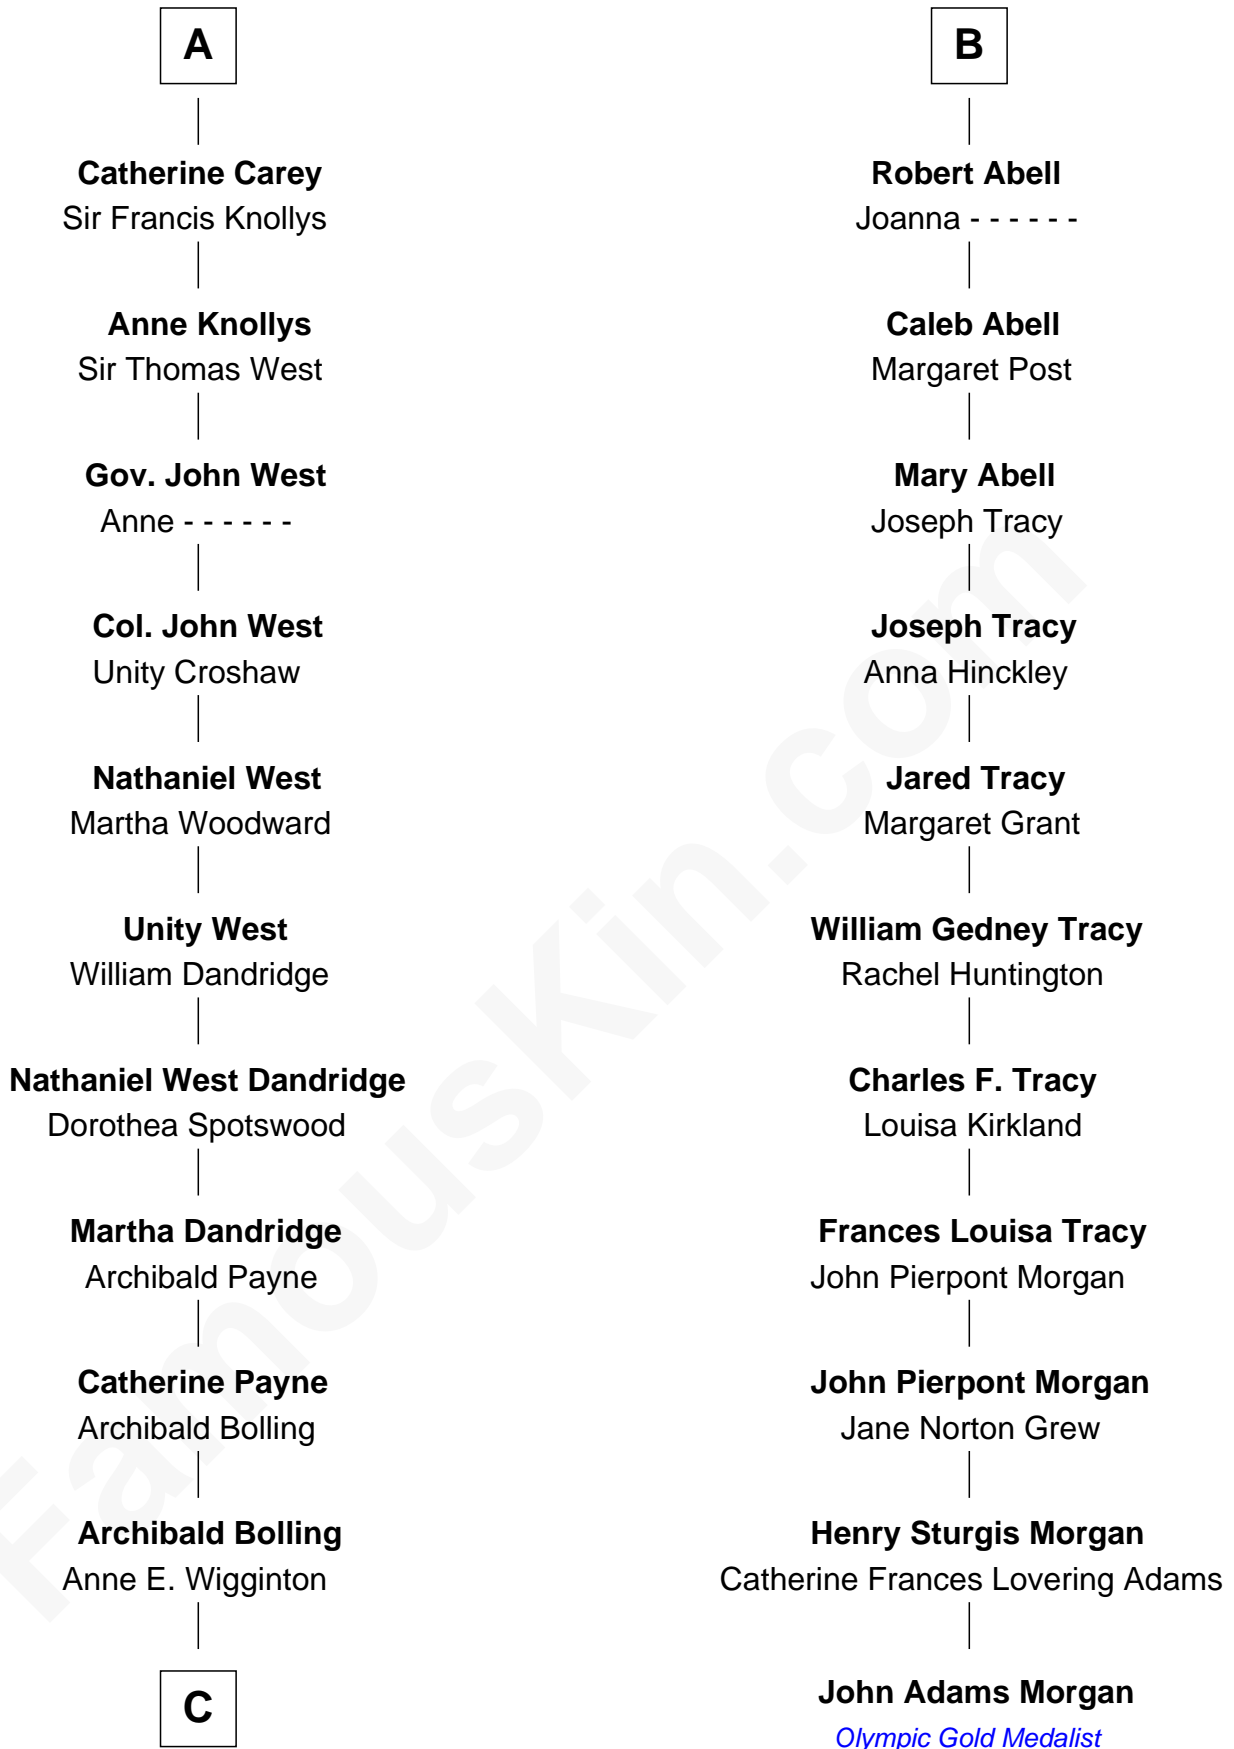 A
Catherine Carey
Sir Francis Knollys
Anne Knollys
Sir Thomas West
Gov. John West
Anne - - - - - -
Col. John West
Unity Croshaw
Nathaniel West
Martha Woodward
Unity West
William Dandridge
Nathaniel West Dandridge
Dorothea Spotswood
Martha Dandridge
Archibald Payne
Catherine Payne
Archibald Bolling
Archibald Bolling
Anne E. Wigginton
C
B
Robert Abell
Joanna - - - - - -
Caleb Abell
Margaret Post
Mary Abell
Joseph Tracy
Joseph Tracy
Anna Hinckley
Jared Tracy
Margaret Grant
William Gedney Tracy
Rachel Huntington
Charles F. Tracy
Louisa Kirkland
Frances Louisa Tracy
John Pierpont Morgan
John Pierpont Morgan
Jane Norton Grew
Henry Sturgis Morgan
Catherine Frances Lovering Adams
John Adams Morgan
Olympic Gold Medalist
FamousKin.com